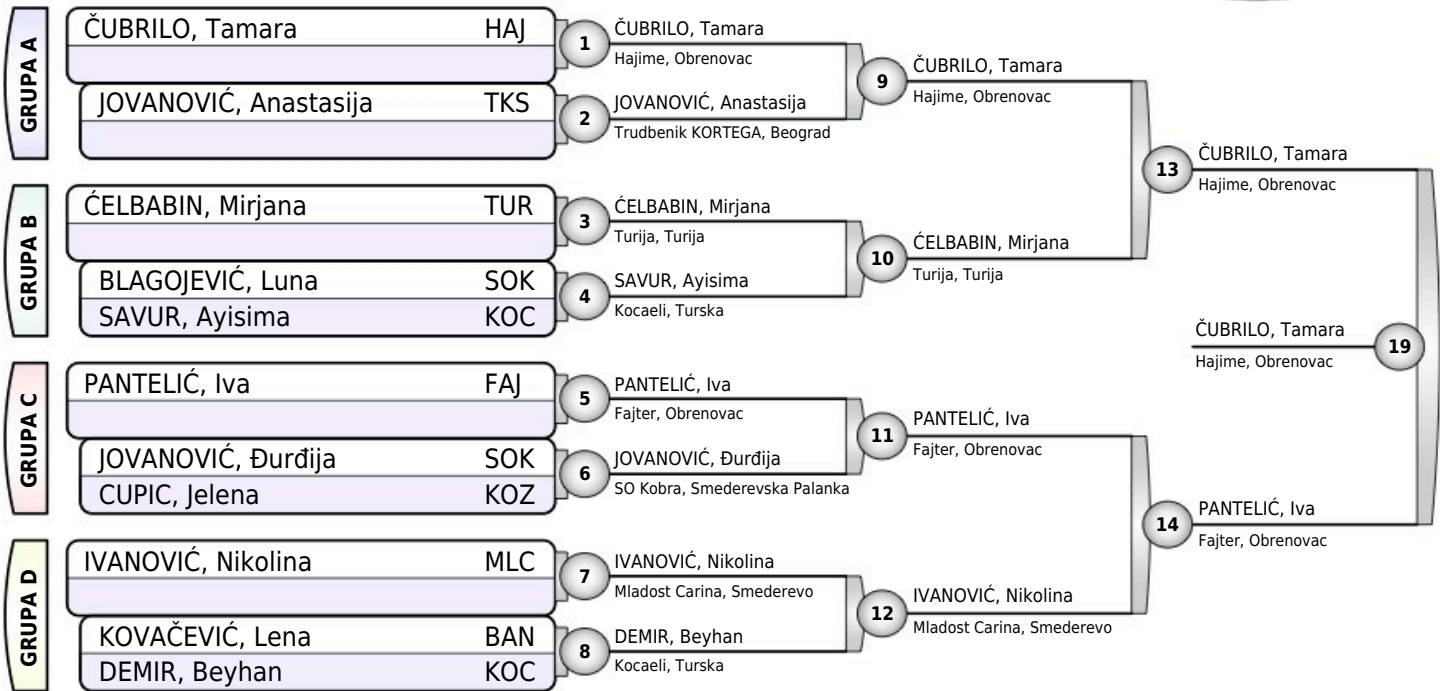 GRUPA A
ČUBRILO, Tamara HAJ
JOVANOVIĆ, Anastasija TKS
1
ČUBRILO, Tamara
Hajime, Obrenovac
2
JOVANOVIĆ, Anastasija
Trudbenik KORTEGA, Beograd
9
ČUBRILO, Tamara
Hajime, Obrenovac
GRUPA B
ĆELBABIN, Mirjana TUR
BLAGOJEVIĆ, Luna SOK
SAVUR, Ayisima KOC
3
ĆELBABIN, Mirjana
Turija, Turija
4
SAVUR, Ayisima
Kocaeli, Turska
10
ĆELBABIN, Mirjana
Turija, Turija
13
ČUBRILO, Tamara
Hajime, Obrenovac
GRUPA C
PANTELIĆ, Iva FAJ
JOVANOVIĆ, Đurđija SOK
CUPIC, Jelena KOZ
5
PANTELIĆ, Iva
Fajter, Obrenovac
6
JOVANOVIĆ, Đurđija
SO Kobra, Smederevska Palanka
11
PANTELIĆ, Iva
Fajter, Obrenovac
GRUPA D
IVANOVIĆ, Nikolina MLC
KOVAČEVIĆ, Lena BAN
DEMIR, Beyhan KOC
7
IVANOVIĆ, Nikolina
Mladost Carina, Smederevo
8
DEMIR, Beyhan
Kocaeli, Turska
12
IVANOVIĆ, Nikolina
Mladost Carina, Smederevo
14
PANTELIĆ, Iva
Fajter, Obrenovac
ČUBRILO, Tamara
Hajime, Obrenovac
19